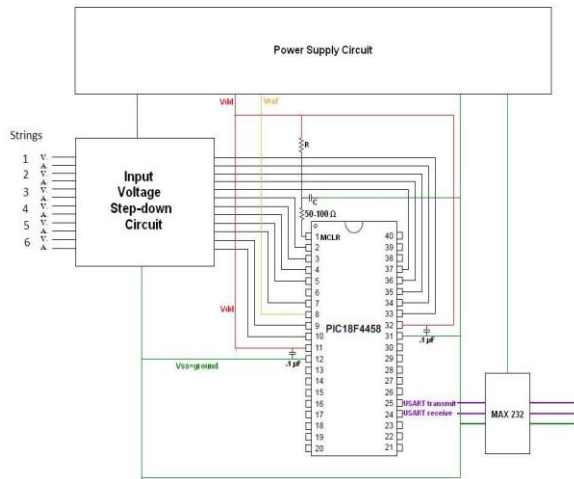 Power Supply Circuit
Vdd
Vref
Strings
1 V.
A.
2 V.
A.
3 V.
A.
4 V.
A.
5 V.
A.
6 V.
A.
Input
Voltage
Step-down
Circuit
R
C
50-100 Ω
1 MCLR 40
2 39
3 38
4 37
5 36
6 35
7 34
8 33
9 PIC18F4458 32
10 31
11 30
12 29
13 28
14 27
15 26
16 25
17 24
18 23
19 22
20 21
Vdd
.1 µF
.1 µF
Vss=ground
USART transmit
USART receive
MAX 232